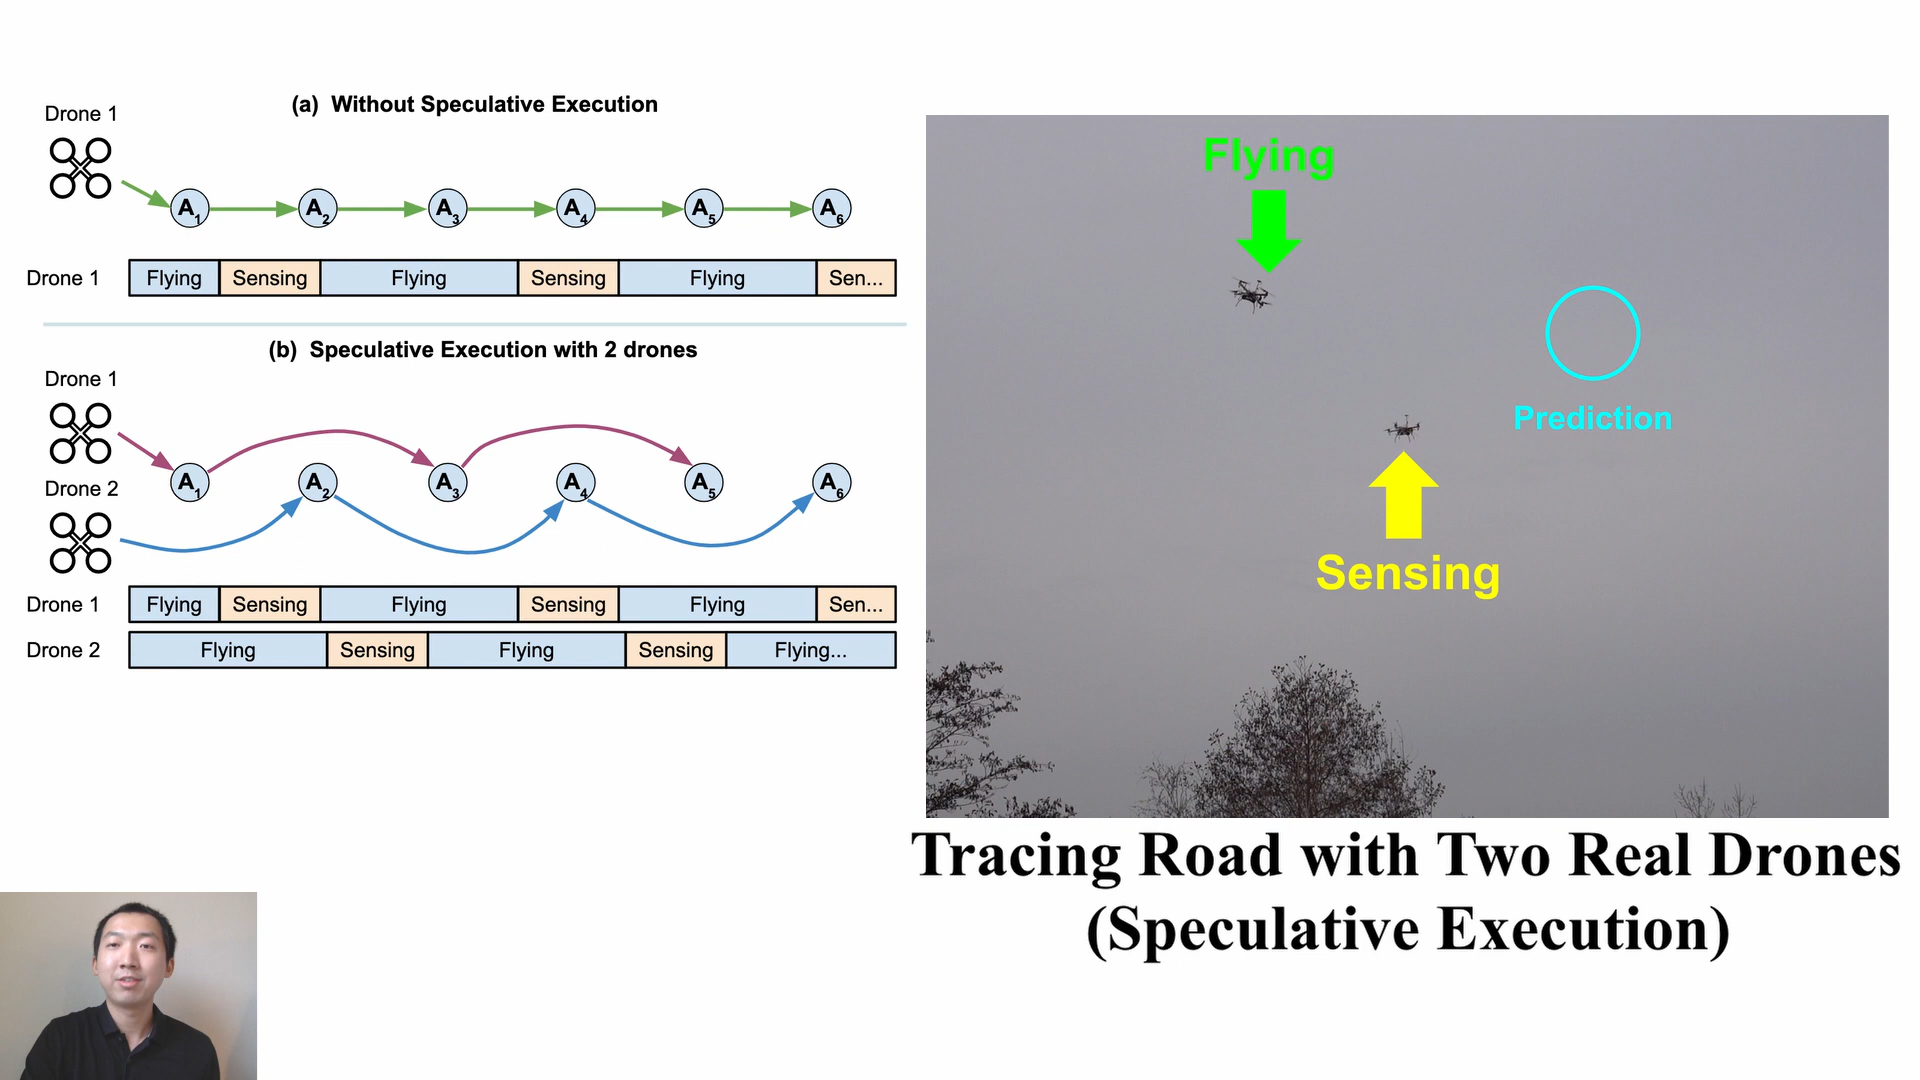 (a) Without Speculative Execution
Drone 1
A1 A2 A3 A4 A5 A6
Drone 1 Flying Sensing Flying Sensing Flying Sen...
(b) Speculative Execution with 2 drones
Drone 1
A1 A2 A3 A4 A5 A6
Drone 2
Drone 1 Flying Sensing Flying Sensing Flying Sen...
Drone 2 Flying Sensing Flying Sensing Flying...
Flying
Prediction
Sensing
Tracing Road with Two Real Drones
(Speculative Execution)